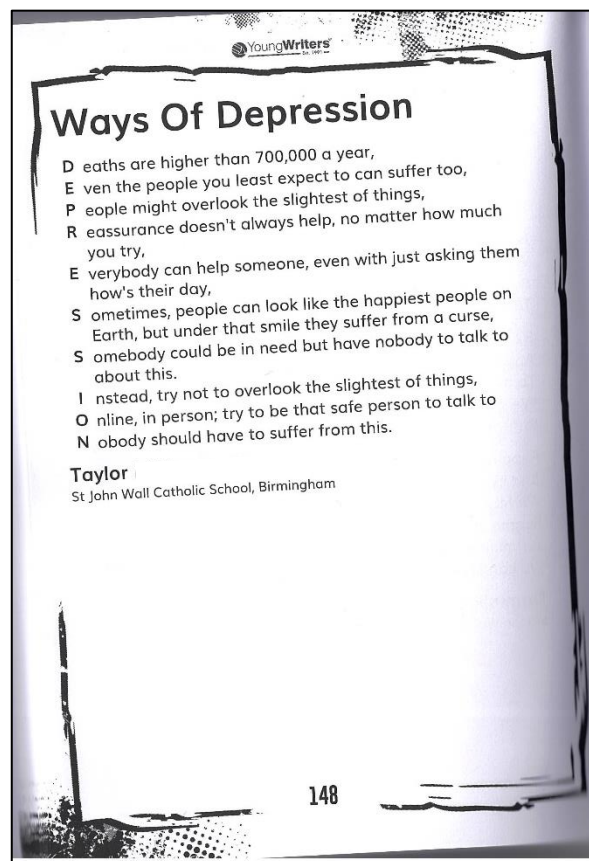 YoungWriters
Est. 1991
Ways Of Depression
D eaths are higher than 700,000 a year,
E ven the people you least expect to can suffer too,
P eople might overlook the slightest of things,
R eassurance doesn't always help, no matter how much
you try,
E verybody can help someone, even with just asking them
how's their day,
S ometimes, people can look like the happiest people on
Earth, but under that smile they suffer from a curse,
S omebody could be in need but have nobody to talk to
about this.
I nstead, try not to overlook the slightest of things,
O nline, in person; try to be that safe person to talk to
N obody should have to suffer from this.
Taylor
St John Wall Catholic School, Birmingham
148